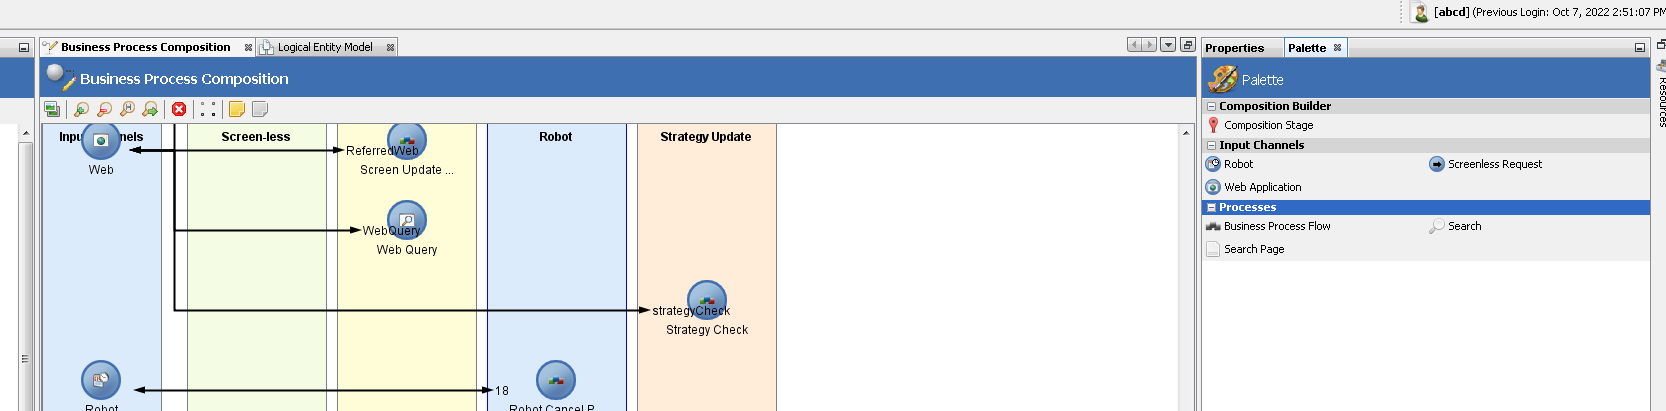 [abcd] (Previous Login: Oct 7, 2022 2:51:07 PM
Business Process Composition
Logical Entity Model
Properties
Palette
Business Process Composition
Palette
Composition Builder
Composition Stage
Input Channels
Robot
Screenless Request
Web Application
Processes
Business Process Flow
Search
Search Page
Resources
Screen-less
Robot
Strategy Update
Web
ReferredWeb
Screen Update ...
WebQuery
Web Query
strategyCheck
Strategy Check
18
Robot
Robot Cancel P